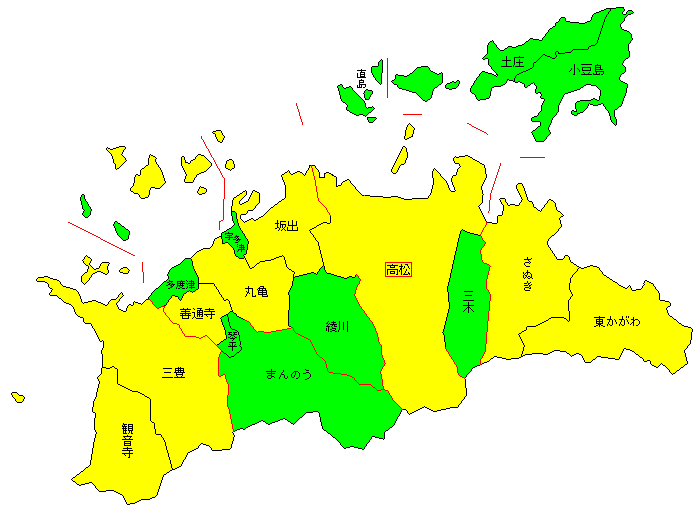 土庄
小豆島
直島
宇多津
坂出
高松
さぬき
多度津
丸亀
三木
善通寺
綾川
東かがわ
琴平
まんのう
三豊
観音寺